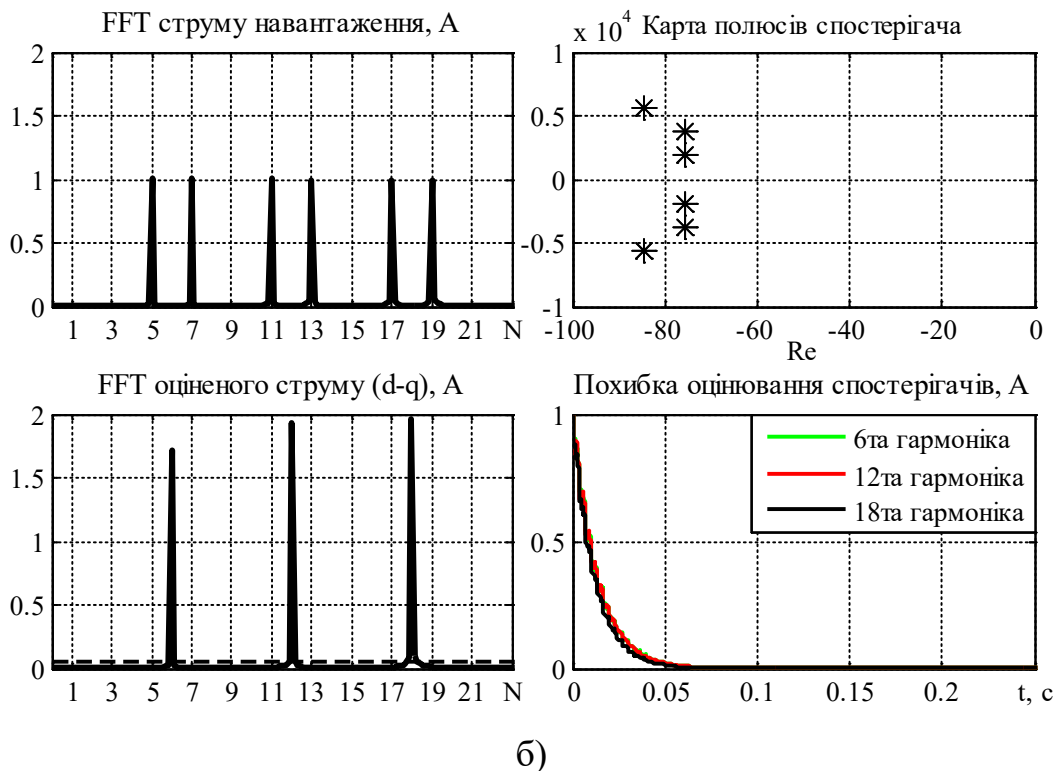 FFT струму навантаження, А
2
1.5
1
0.5
0
1 3 5 7 9 11 13 15 17 19 21 N
x 10^4 Карта полюсів спостерігача
1
0.5
0
-0.5
-1
-100 -80 -60 -40 -20 0
Re
FFT оціненого струму (d-q), А
2
1.5
1
0.5
0
1 3 5 7 9 11 13 15 17 19 21 N
Похибка оцінювання спостерігачів, А
1
0.5
0
6та гармоніка
12та гармоніка
18та гармоніка
0 0.05 0.1 0.15 0.2 t, с
б)